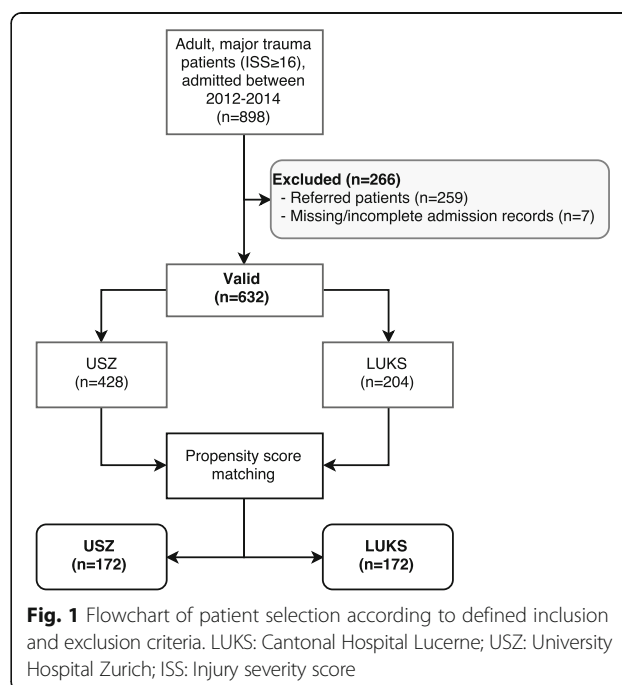 Adult, major trauma
patients (ISS≥16),
admitted between
2012-2014
(n=898)
Excluded (n=266)
- Referred patients (n=259)
- Missing/incomplete admission records (n=7)
Valid
(n=632)
USZ
(n=428)
LUKS
(n=204)
Propensity score
matching
USZ
(n=172)
LUKS
(n=172)
Fig. 1 Flowchart of patient selection according to defined inclusion
and exclusion criteria. LUKS: Cantonal Hospital Lucerne; USZ: University
Hospital Zurich; ISS: Injury severity score